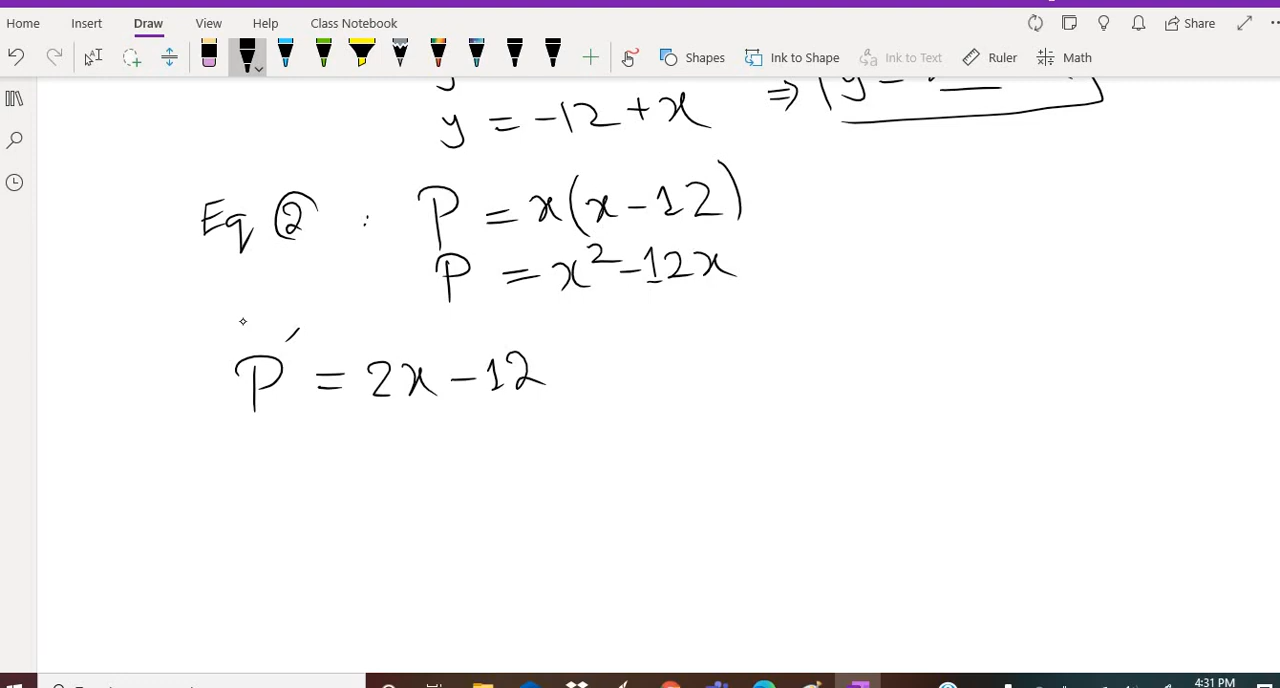 Home Insert Draw View Help Class Notebook Share
Shapes Ink to Shape Ink to Text Ruler Math
y = -12 + x ⇒ y =
Eq ② : P = x(x - 12)
P = x² - 12x
P′ = 2x - 12
4:31 PM